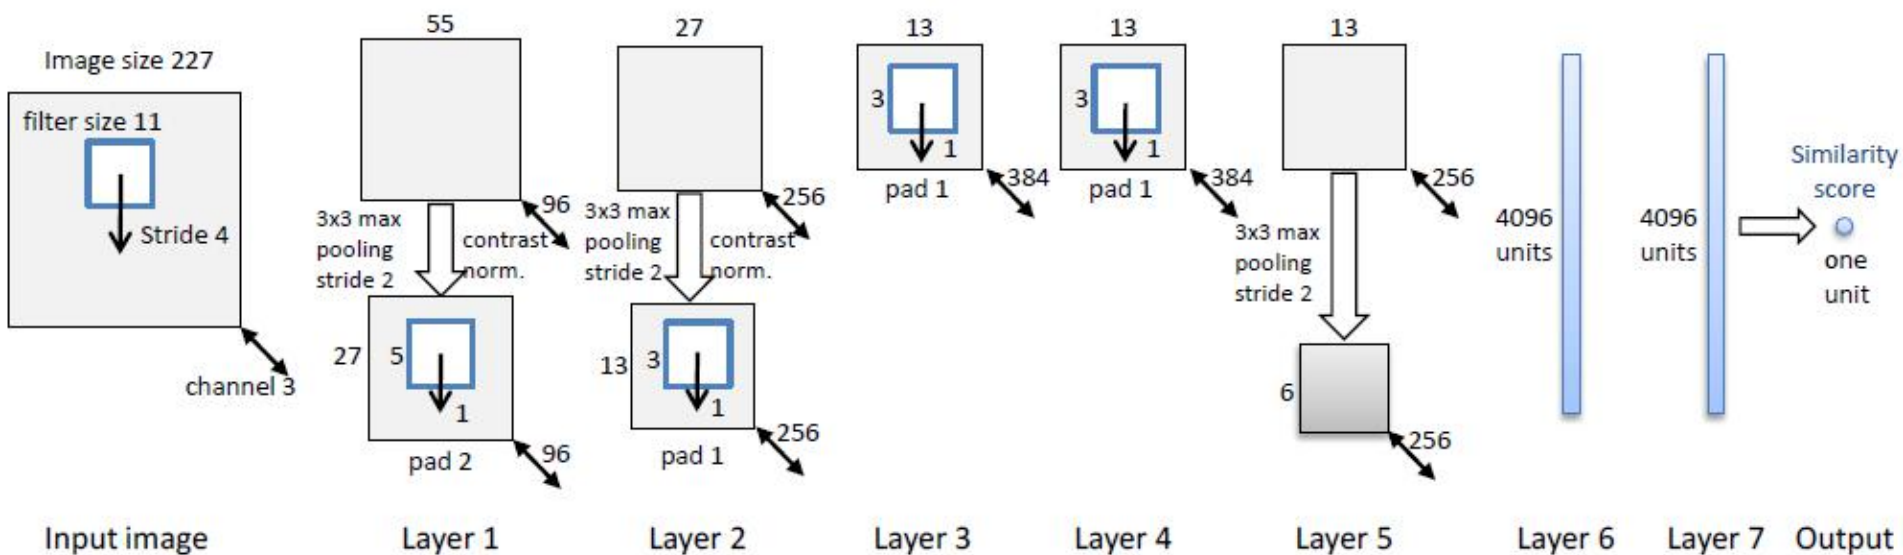 Image size 227
filter size 11
Stride 4
channel 3
Input image
55
96
3x3 max
pooling
stride 2
contrast
norm.
27
5
1
96
pad 2
Layer 1
27
256
3x3 max
pooling
stride 2
contrast
norm.
13
3
1
256
pad 1
Layer 2
13
3
1
384
pad 1
Layer 3
13
3
1
384
pad 1
Layer 4
13
256
3x3 max
pooling
stride 2
6
256
Layer 5
4096
units
Layer 6
4096
units
Layer 7
Similarity
score
one
unit
Output